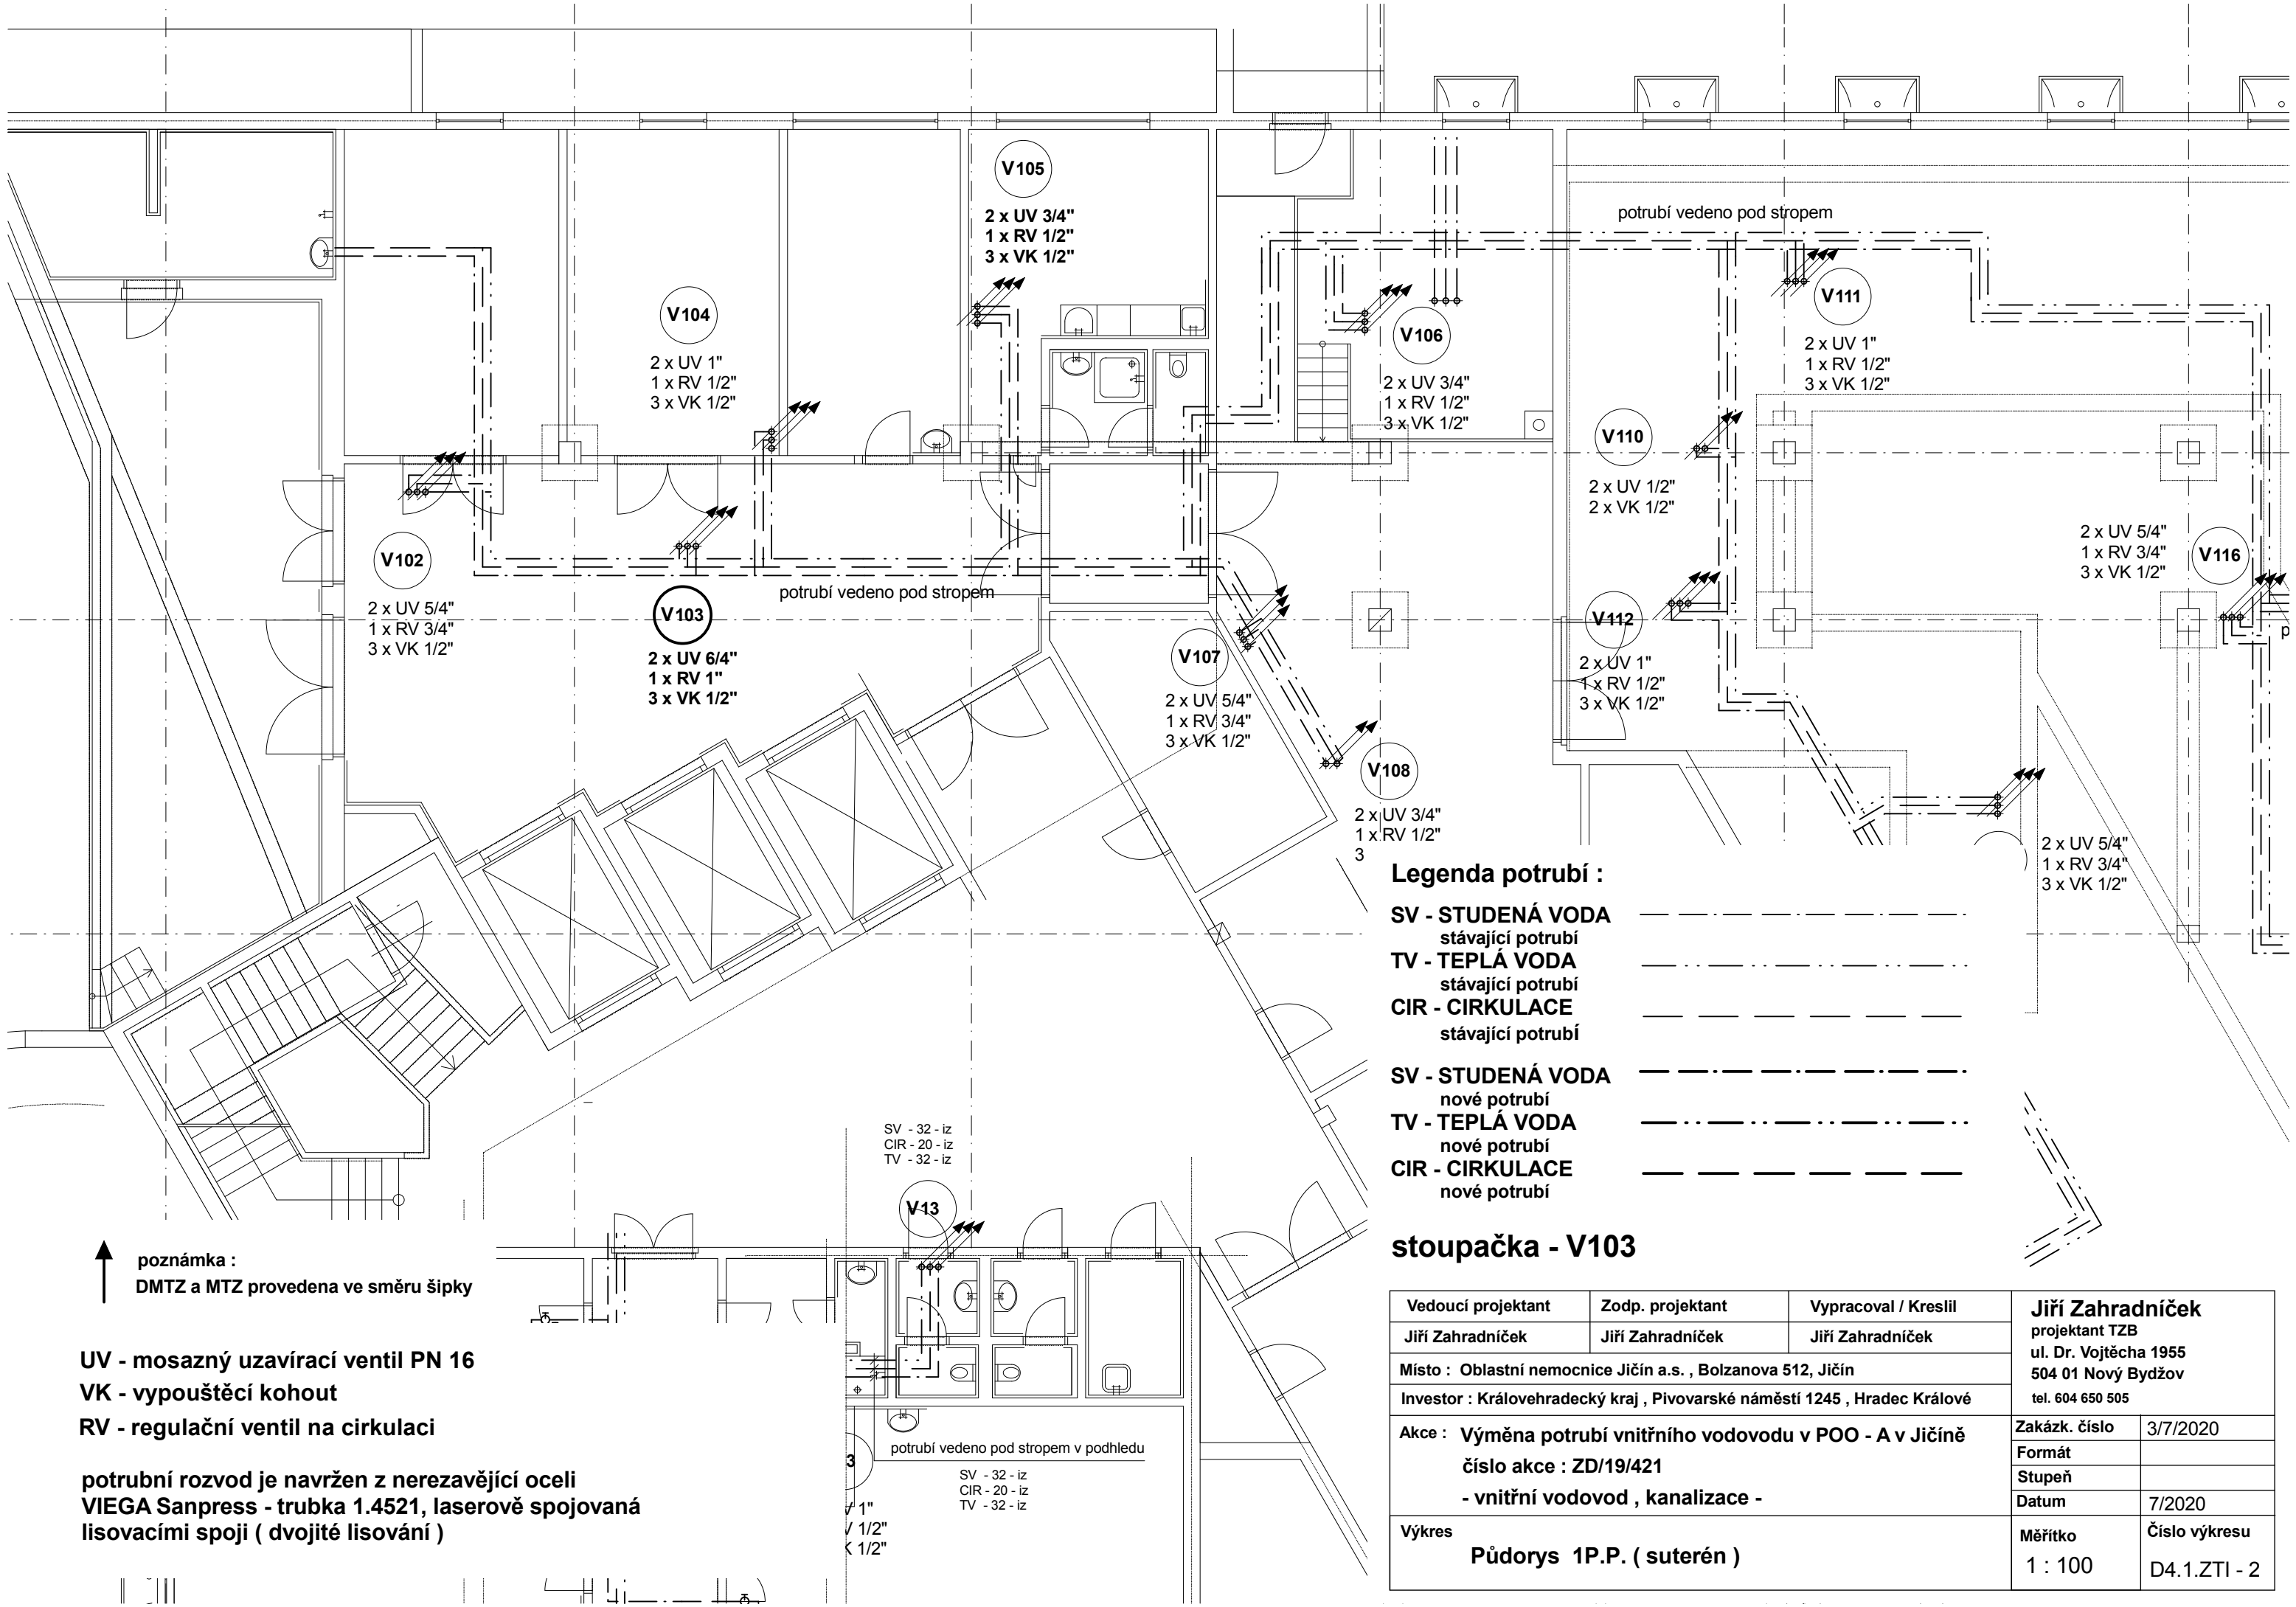 V105
2 x UV 3/4"
1 x RV 1/2"
3 x VK 1/2"
potrubí vedeno pod stropem
V104
2 x UV 1"
1 x RV 1/2"
3 x VK 1/2"
V106
2 x UV 3/4"
1 x RV 1/2"
3 x VK 1/2"
V111
2 x UV 1"
1 x RV 1/2"
3 x VK 1/2"
V110
2 x UV 1/2"
2 x VK 1/2"
V102
2 x UV 5/4"
1 x RV 3/4"
3 x VK 1/2"
V103
2 x UV 6/4"
1 x RV 1"
3 x VK 1/2"
potrubí vedeno pod stropem
V107
2 x UV 5/4"
1 x RV 3/4"
3 x VK 1/2"
V112
2 x UV 1"
1 x RV 1/2"
3 x VK 1/2"
2 x UV 5/4"
1 x RV 3/4"
3 x VK 1/2"
V116
p
V108
2 x UV 3/4"
1 x RV 1/2"
3
2 x UV 5/4"
1 x RV 3/4"
3 x VK 1/2"
Legenda potrubí :
SV - STUDENÁ VODA
stávající potrubí
TV - TEPLÁ VODA
stávající potrubí
CIR - CIRKULACE
stávající potrubí
SV - STUDENÁ VODA
nové potrubí
TV - TEPLÁ VODA
nové potrubí
CIR - CIRKULACE
nové potrubí
stoupačka - V103
SV - 32 - iz
CIR - 20 - iz
TV - 32 - iz
V13
poznámka :
DMTZ a MTZ provedena ve směru šipky
UV - mosazný uzavírací ventil PN 16
VK - vypouštěcí kohout
RV - regulační ventil na cirkulaci
potrubní rozvod je navržen z nerezavějící oceli
VIEGA Sanpress - trubka 1.4521, laserově spojovaná
lisovacími spoji ( dvojité lisování )
potrubí vedeno pod stropem v podhledu
SV - 32 - iz
CIR - 20 - iz
TV - 32 - iz
3
V 1"
V 1/2"
K 1/2"
Vedoucí projektant
Zodp. projektant
Vypracoval / Kreslil
Jiří Zahradníček
Jiří Zahradníček
Jiří Zahradníček
Jiří Zahradníček
projektant TZB
ul. Dr. Vojtěcha 1955
504 01 Nový Bydžov
tel. 604 650 505
Místo : Oblastní nemocnice Jičín a.s. , Bolzanova 512, Jičín
Investor : Královehradecký kraj , Pivovarské náměstí 1245 , Hradec Králové
Akce : Výměna potrubí vnitřního vodovodu v POO - A v Jičíně
číslo akce : ZD/19/421
- vnitřní vodovod , kanalizace -
Zakázk. číslo 3/7/2020
Formát
Stupeň
Datum 7/2020
Výkres
Půdorys 1P.P. ( suterén )
Měřítko
1 : 100
Číslo výkresu
D4.1.ZTI - 2